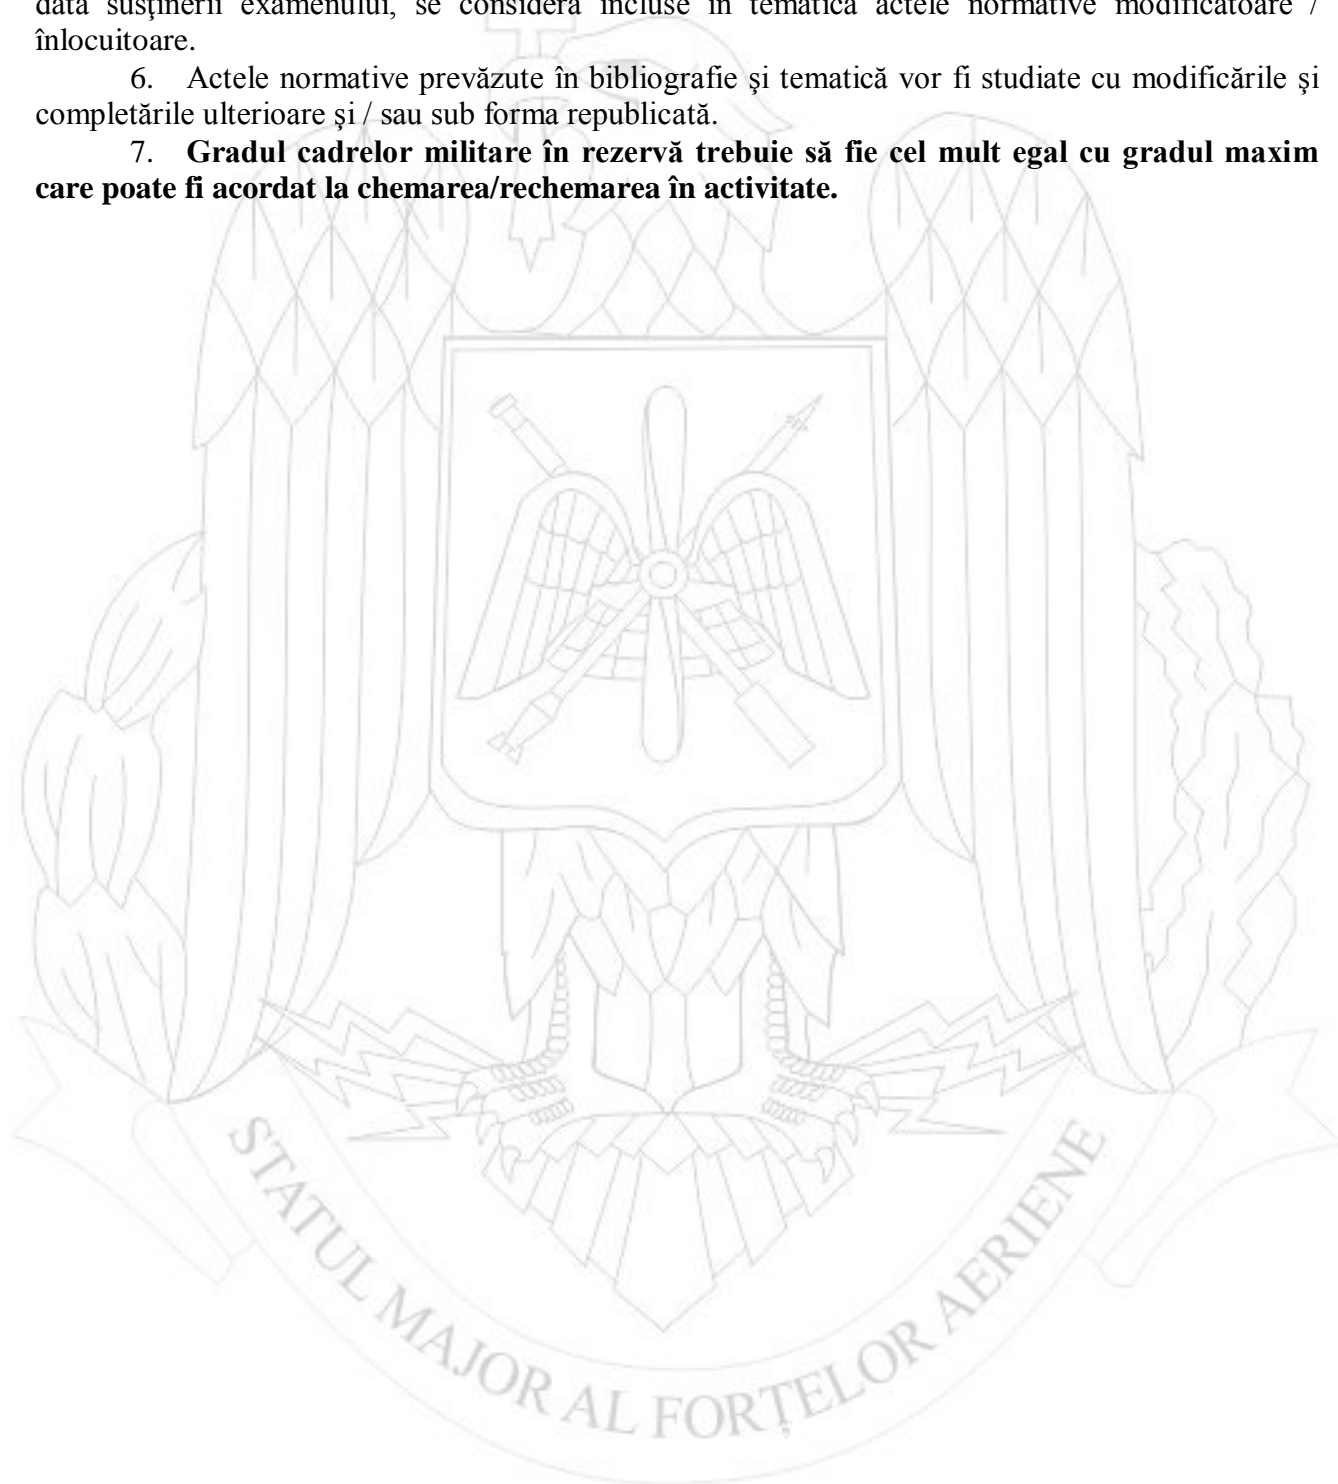 data susţinerii examenului, se consideră incluse în tematică actele normative modificatoare /
înlocuitoare.
6. Actele normative prevăzute în bibliografie şi tematică vor fi studiate cu modificările şi
completările ulterioare şi / sau sub forma republicată.
7. Gradul cadrelor militare în rezervă trebuie să fie cel mult egal cu gradul maxim
care poate fi acordat la chemarea/rechemarea în activitate.
STATUL MAJOR AL FORȚELOR AERIENE